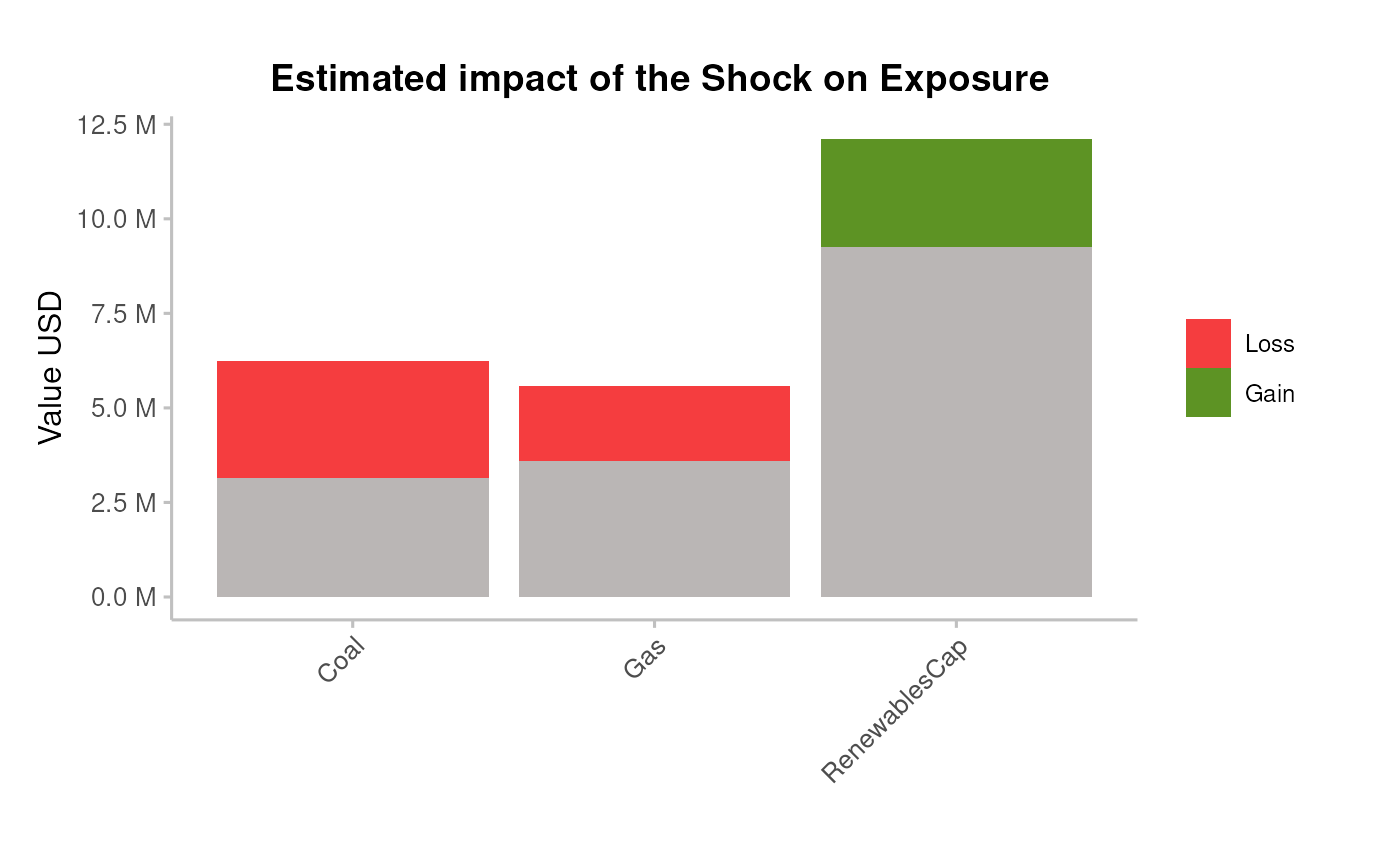 Estimated impact of the Shock on Exposure
Value USD
12.5 M
10.0 M
7.5 M
5.0 M
2.5 M
0.0 M
Coal
Gas
RenewablesCap
Loss
Gain